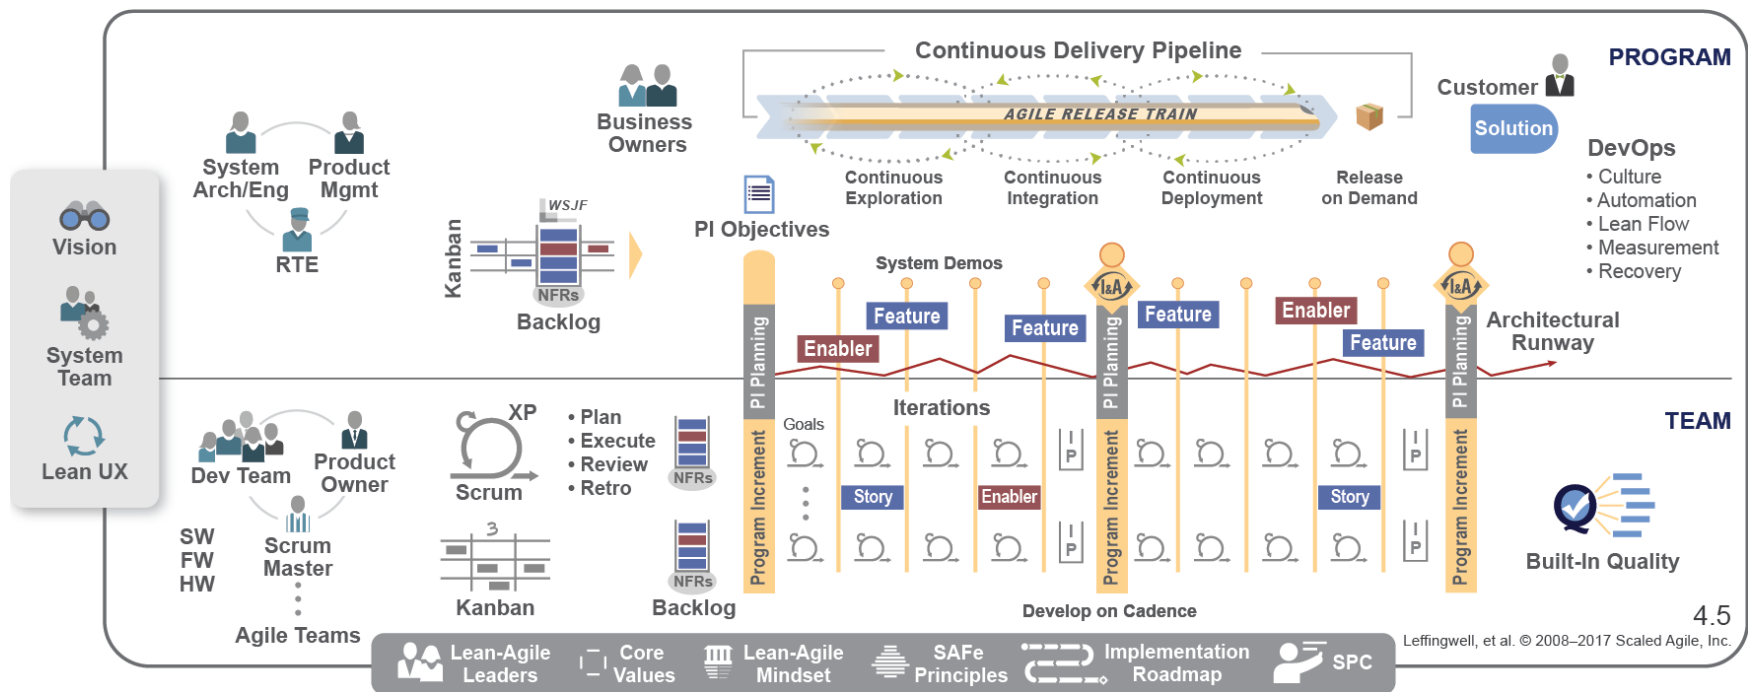 Continuous Delivery Pipeline
PROGRAM
Customer
Solution
AGILE RELEASE TRAIN
Business
Owners
System
Arch/Eng
Product
Mgmt
RTE
DevOps
• Culture
• Automation
• Lean Flow
• Measurement
• Recovery
Continuous
Exploration
Continuous
Integration
Continuous
Deployment
Release
on Demand
Vision
System
Team
Lean UX
Kanban
WSJF
NFRs
Backlog
PI Objectives
System Demos
I&A
I&A
Feature
Feature
Feature
Enabler
Enabler
Feature
Architectural
Runway
PI Planning
PI Planning
PI Planning
TEAM
Dev Team
Product
Owner
Scrum
Master
SW
FW
HW
Agile Teams
XP
Scrum
• Plan
• Execute
• Review
• Retro
3
Kanban
NFRs
NFRs
Backlog
Iterations
Goals
Program Increment
Program Increment
Program Increment
I
P
I
P
I
P
I
P
Story
Enabler
Story
Develop on Cadence
Built-In Quality
4.5
Leffingwell, et al. © 2008–2017 Scaled Agile, Inc.
Lean-Agile
Leaders
Core
Values
Lean-Agile
Mindset
SAFe
Principles
Implementation
Roadmap
SPC